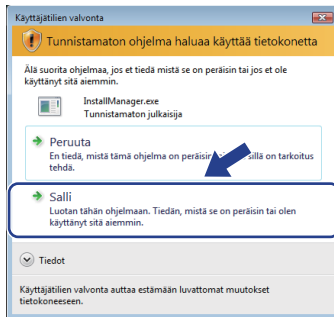 Käyttäjätilien valvonta
Tunnistamaton ohjelma haluaa käyttää tietokonetta
Älä suorita ohjelmaa, jos et tiedä mistä se on peräisin tai jos et ole
käyttänyt sitä aiemmin.
InstallManager.exe
Tunnistamaton julkaisija
Peruuta
En tiedä, mistä tämä ohjelma on peräisin sillä on tarkoitus
tehdä.
Salli
Luotan tähän ohjelmaan. Tiedän, mistä se on peräisin tai olen
käyttänyt sitä aiemmin.
Tiedot
Käyttäjätilien valvonta auttaa estämään luvattomat muutokset
tietokoneeseen.